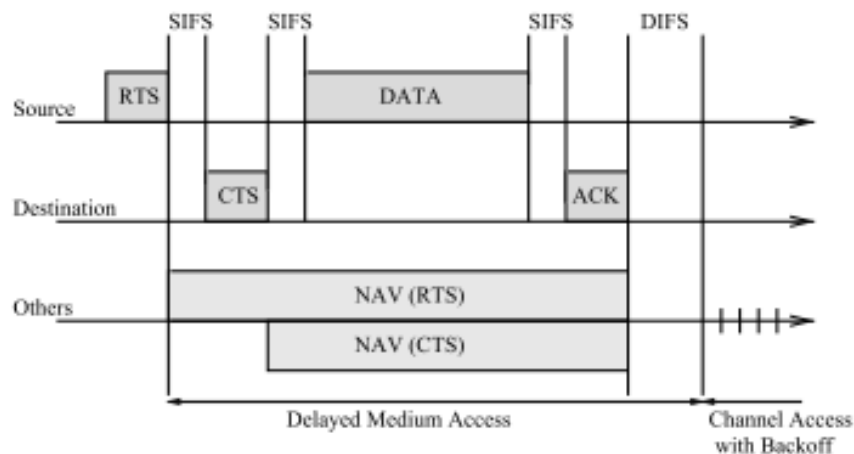 SIFS SIFS SIFS DIFS
RTS DATA
Source
CTS ACK
Destination
NAV (RTS)
Others
NAV (CTS)
Delayed Medium Access Channel Access
with Backoff